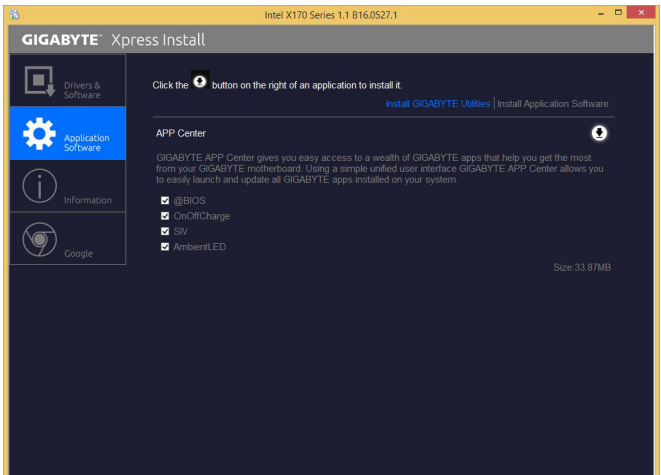 Intel X170 Series 1.1 B16.0527.1
GIGABYTE™ Xpress Install
Drivers &
Software
Application
Software
Information
Google
Click the button on the right of an application to install it.
Install GIGABYTE Utilities | Install Application Software
APP Center
GIGABYTE APP Center gives you easy access to a wealth of GIGABYTE apps that help you get the most
from your GIGABYTE motherboard. Using a simple unified user interface GIGABYTE APP Center allows you
to easily launch and update all GIGABYTE apps installed on your system.
@BIOS
OnOffCharge
SIV
AmbientLED
Size:33.87MB